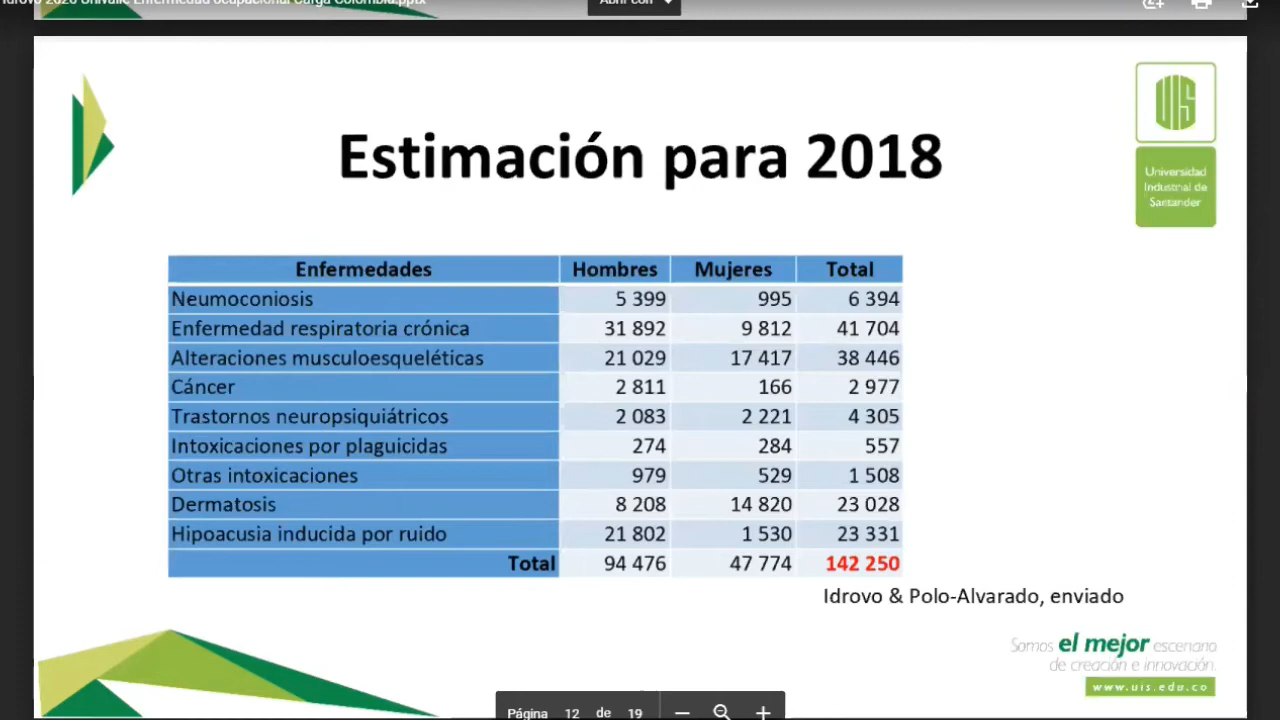 Idrovo 2020 Univalle Enfermedad ocupacional Carga Colombia.pptx
Abrir con
UIS
Universidad
Industrial de
Santander
Estimación para 2018
Enfermedades Hombres Mujeres Total
Neumoconiosis 5 399 995 6 394
Enfermedad respiratoria crónica 31 892 9 812 41 704
Alteraciones musculoesqueléticas 21 029 17 417 38 446
Cáncer 2 811 166 2 977
Trastornos neuropsiquiátricos 2 083 2 221 4 305
Intoxicaciones por plaguicidas 274 284 557
Otras intoxicaciones 979 529 1 508
Dermatosis 8 208 14 820 23 028
Hipoacusia inducida por ruido 21 802 1 530 23 331
Total 94 476 47 774 142 250
Idrovo & Polo-Alvarado, enviado
Somos el mejor escenario
de creación e innovación.
www.uis.edu.co
Página 12 de 19